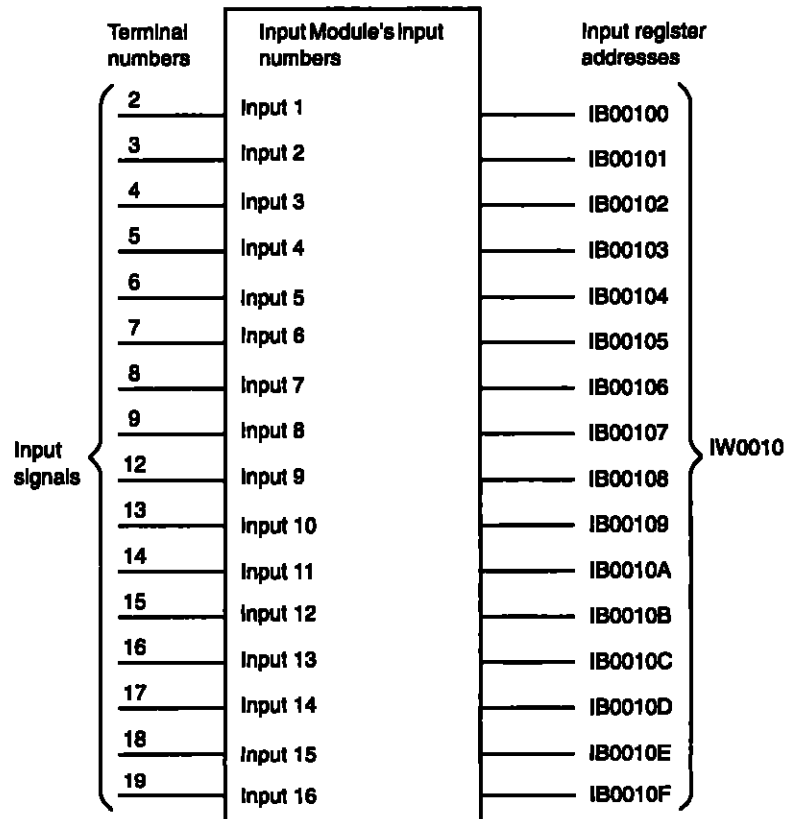 Terminal numbers
Input Module's Input numbers
Input register addresses
2 Input 1 IB00100
3 Input 2 IB00101
4 Input 3 IB00102
5 Input 4 IB00103
6 Input 5 IB00104
7 Input 6 IB00105
8 Input 7 IB00106
9 Input 8 IB00107
Input signals
IW0010
12 Input 9 IB00108
13 Input 10 IB00109
14 Input 11 IB0010A
15 Input 12 IB0010B
16 Input 13 IB0010C
17 Input 14 IB0010D
18 Input 15 IB0010E
19 Input 16 IB0010F